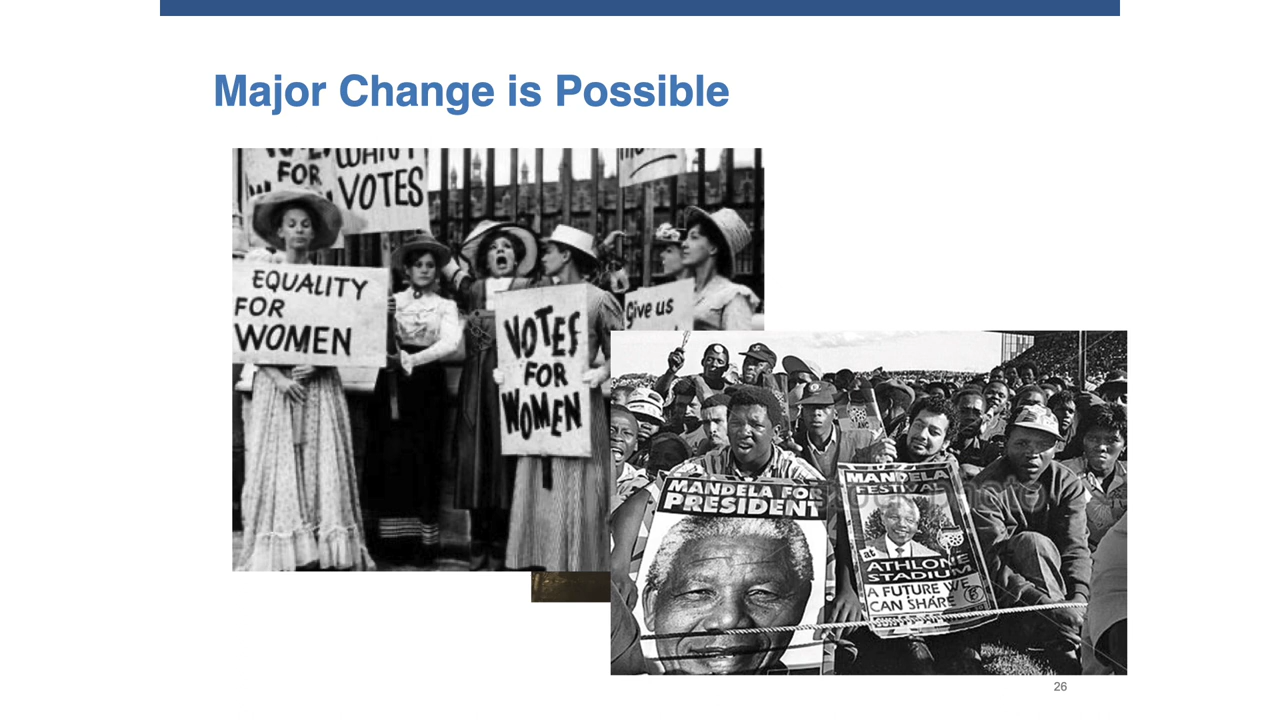 Major Change is Possible
FOR
WANT
VOTES
EQUALITY
FOR
WOMEN
VOTES
FOR
WOMEN
Give us
MANDELA FOR
PRESIDENT
MANDELA
FESTIVAL
at
ATHLONE
STADIUM
A FUTURE WE
CAN SHARE
26